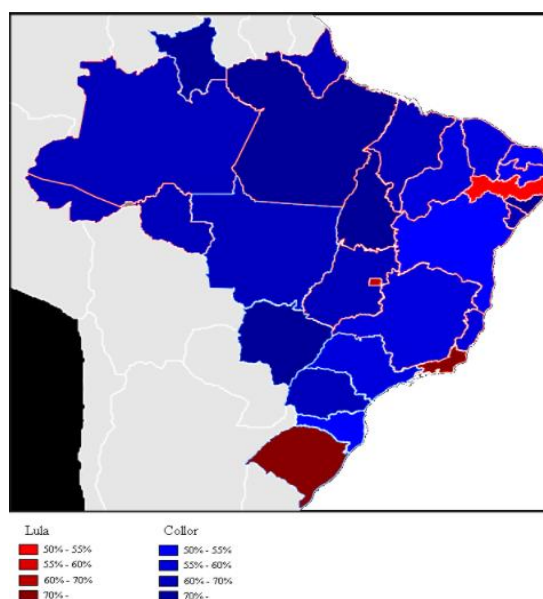 Lula Collor
50% - 55% 50% - 55%
55% - 60% 55% - 60%
60% - 70% 60% - 70%
70% - 70% -